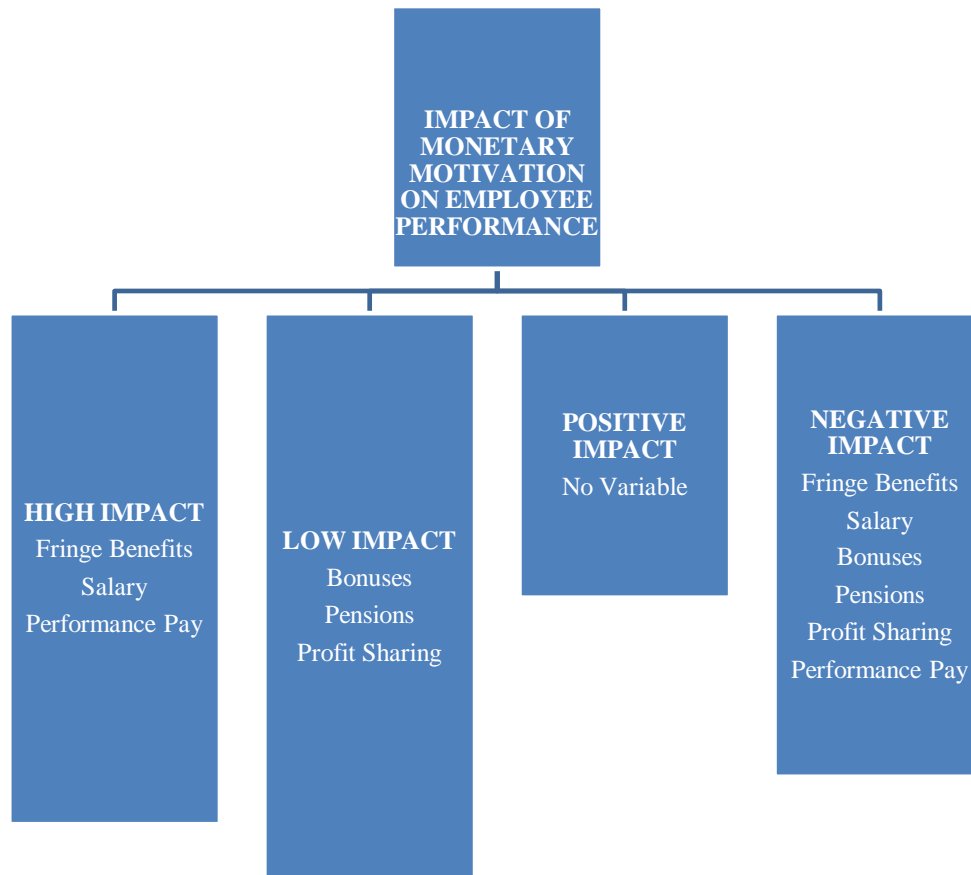 IMPACT OF
MONETARY
MOTIVATION
ON EMPLOYEE
PERFORMANCE
HIGH IMPACT
Fringe Benefits
Salary
Performance Pay
LOW IMPACT
Bonuses
Pensions
Profit Sharing
POSITIVE
IMPACT
No Variable
NEGATIVE
IMPACT
Fringe Benefits
Salary
Bonuses
Pensions
Profit Sharing
Performance Pay